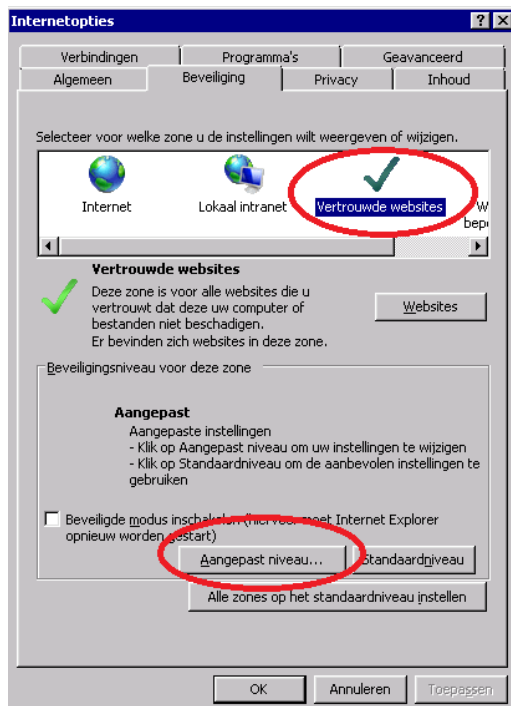 Internetopties
Verbindingen Programma's Geavanceerd
Algemeen Beveiliging Privacy Inhoud
Selecteer voor welke zone u de instellingen wilt weergeven of wijzigen.
Internet Lokaal intranet Vertrouwde websites
Vertrouwde websites
Deze zone is voor alle websites die u
vertrouwt dat deze uw computer of
bestanden niet beschadigen.
Er bevinden zich websites in deze zone.
Websites
Beveiligingsniveau voor deze zone
Aangepast
Aangepaste instellingen
- Klik op Aangepast niveau om uw instellingen te wijzigen
- Klik op Standaardniveau om de aanbevolen instellingen te
gebruiken
Beveiligde modus inschakelen (hiervoor moet Internet Explorer
opnieuw worden gestart)
Aangepast niveau... Standaardniveau
Alle zones op het standaardniveau instellen
OK Annuleren Toepassen